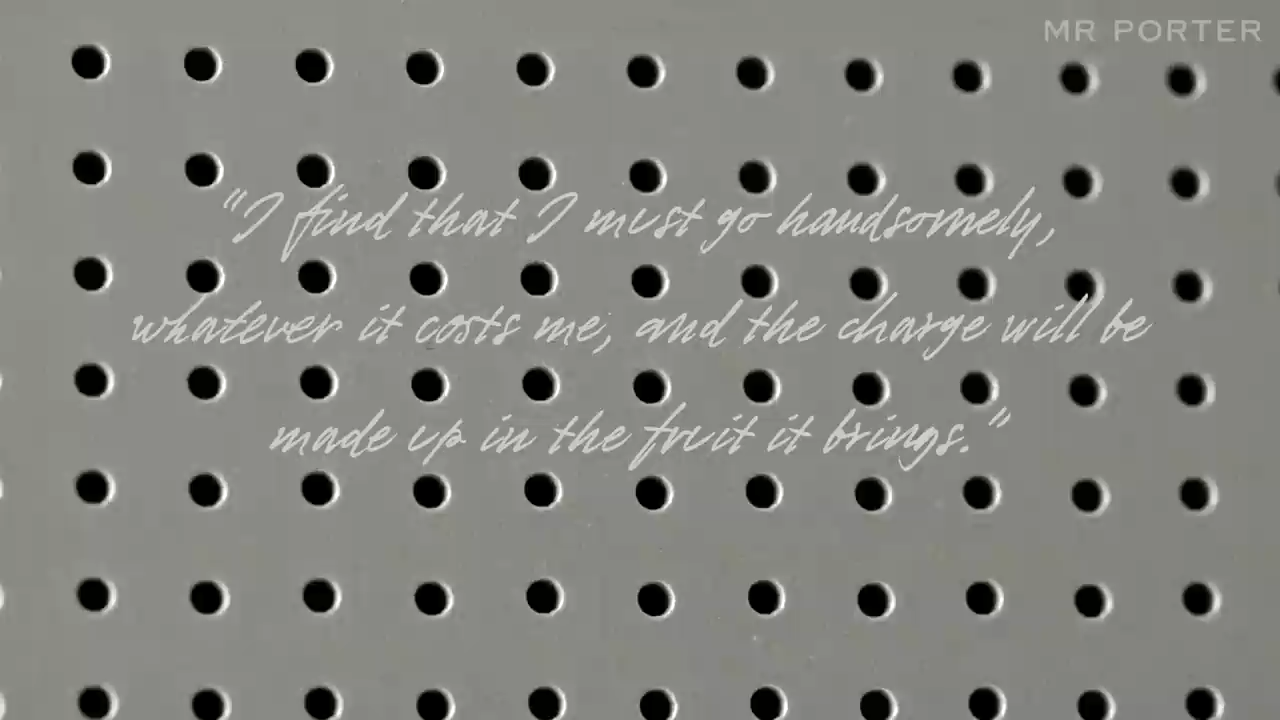 MR PORTER
"I find that I must go handsomely,
whatever it costs me, and the charge will be
made up in the fruit it brings."